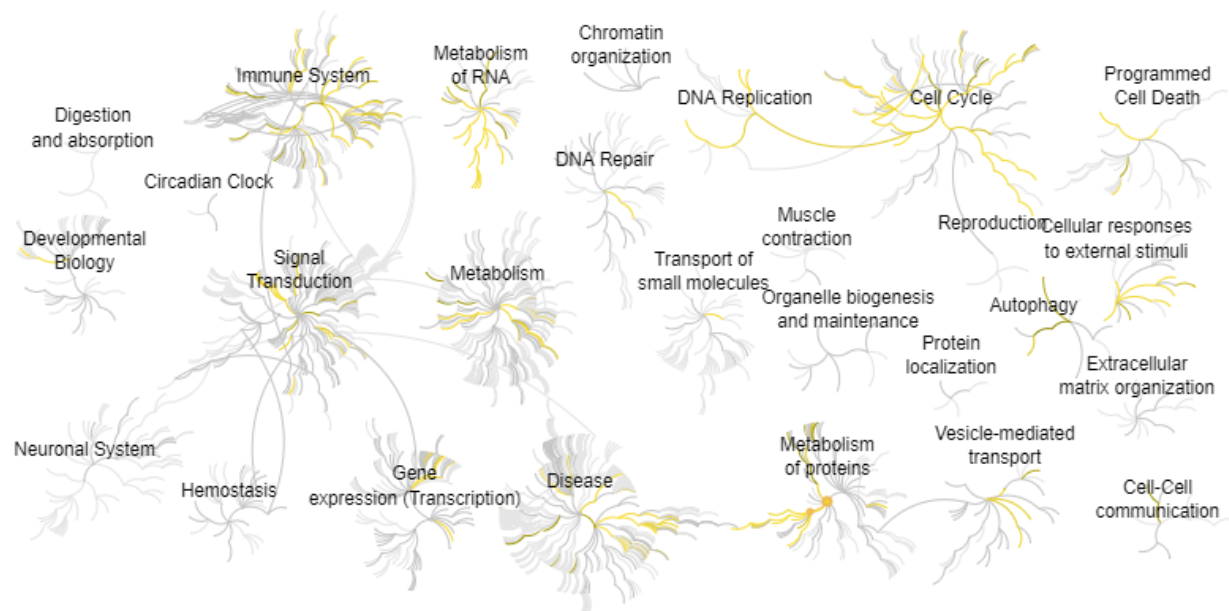 Chromatin
organization
Immune System
Metabolism
of RNA
DNA Replication
Cell Cycle
Programmed
Cell Death
Digestion
and absorption
Circadian Clock
DNA Repair
Developmental
Biology
Signal
Transduction
Metabolism
Transport of
small molecules
Muscle
contraction
Reproduction
Cellular responses
to external stimuli
Organelle biogenesis
and maintenance
Autophagy
Protein
localization
Extracellular
matrix organization
Neuronal System
Hemostasis
Gene
expression (Transcription)
Disease
Metabolism
of proteins
Vesicle-mediated
transport
Cell-Cell
communication